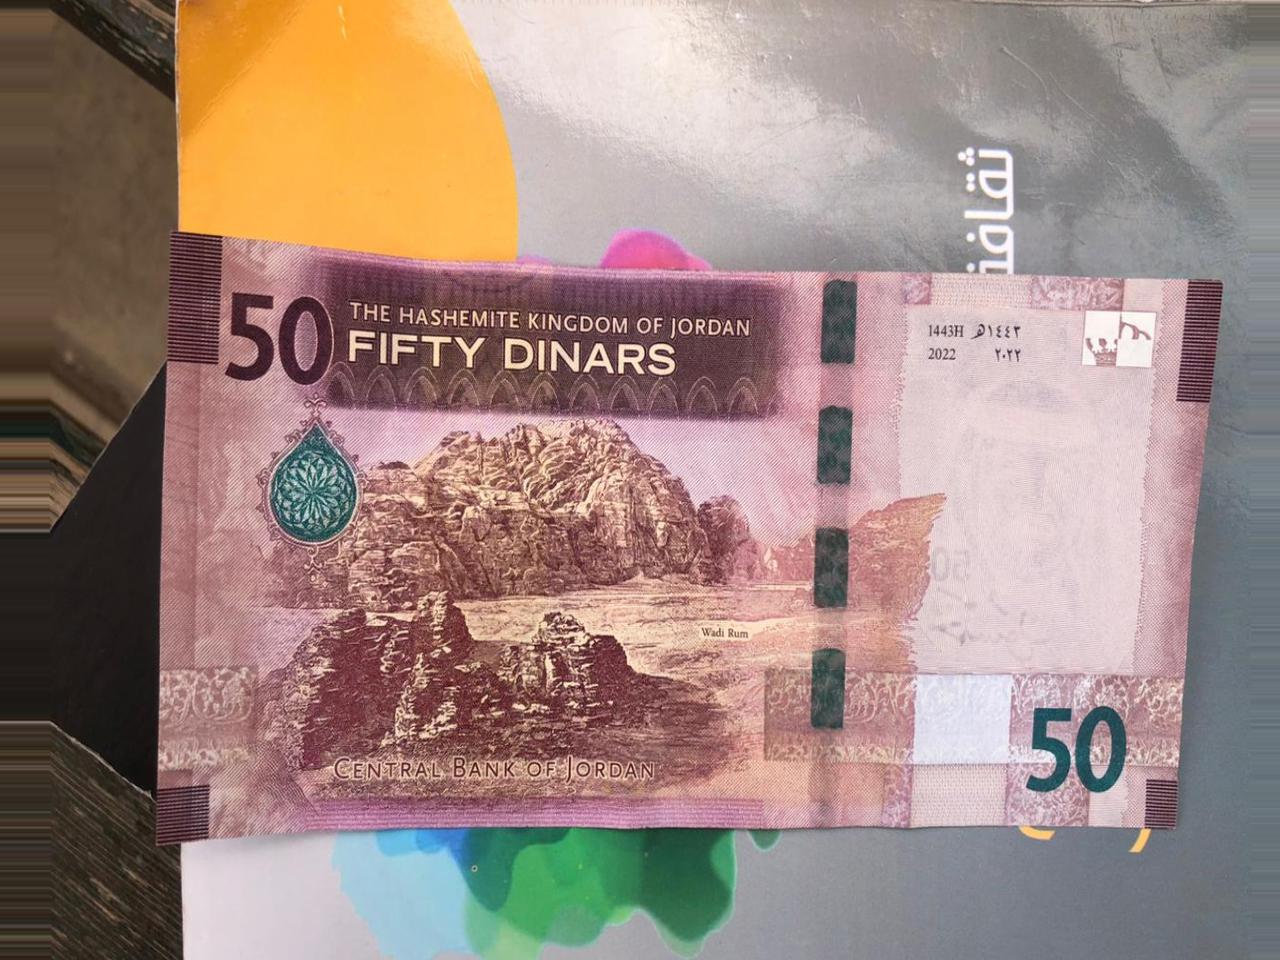 50
THE HASHEMITE KINGDOM OF JORDAN
FIFTY DINARS
1443H ١٤٤٣هـ
2022 ٢٠٢٢
Wadi Rum
CENTRAL BANK OF JORDAN
50